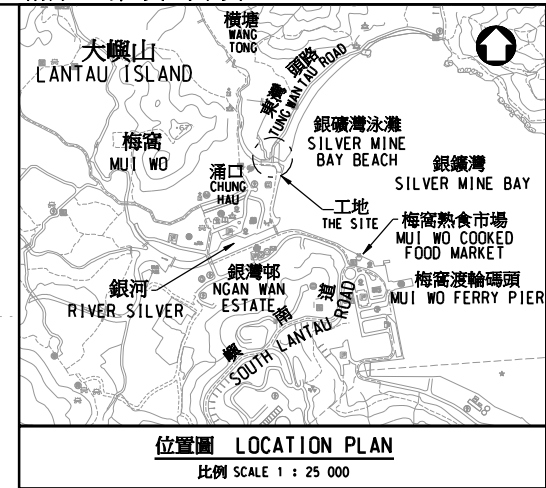 橫塘
WANG
TONG
大嶼山
LANTAU ISLAND
東灣頭路
TUNG WAN TAU ROAD
銀礦灣泳灘
SILVER MINE
BAY BEACH
梅窩
MUI WO
銀鑛灣
SILVER MINE BAY
涌口
CHUNG
HAU
工地
THE SITE
梅窩熟食市場
MUI WO COOKED
FOOD MARKET
銀灣邨
NGAN WAN
ESTATE
梅窩渡輪碼頭
MUI WO FERRY PIER
銀河
RIVER SILVER
嶼南道
SOUTH LANTAU ROAD
位置圖 LOCATION PLAN
比例 SCALE 1 : 25 000